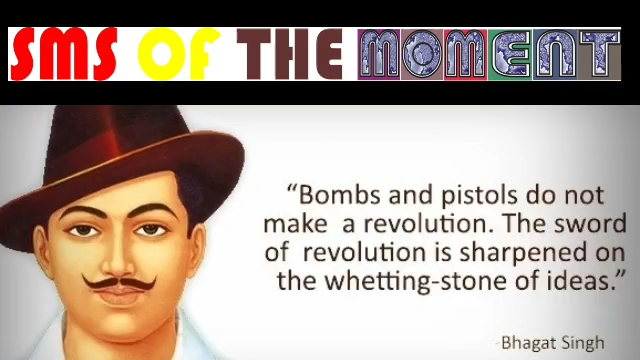 SMS OF THE MOMENT
“Bombs and pistols do not
make a revolution. The sword
of revolution is sharpened on
the whetting-stone of ideas.”
-Bhagat Singh